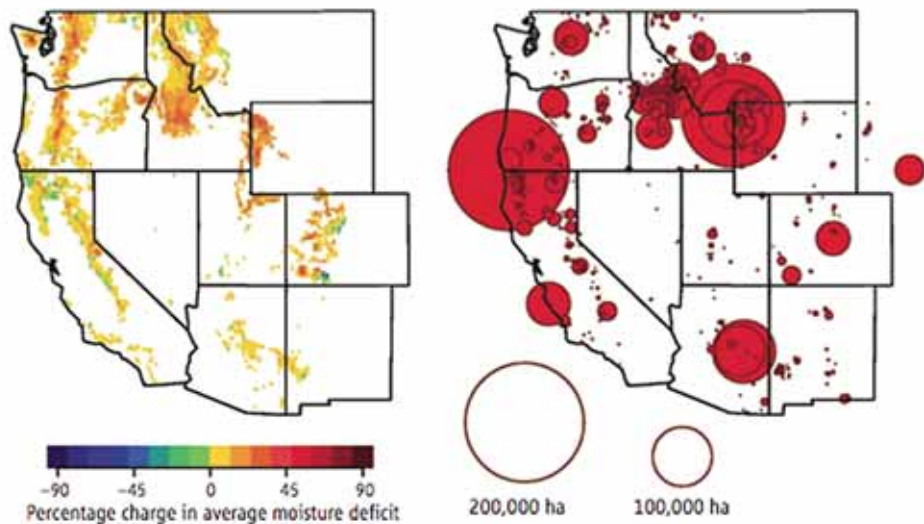 −90 −45 0 45 90
Percentage charge in average moisture deficit
200,000 ha
100,000 ha